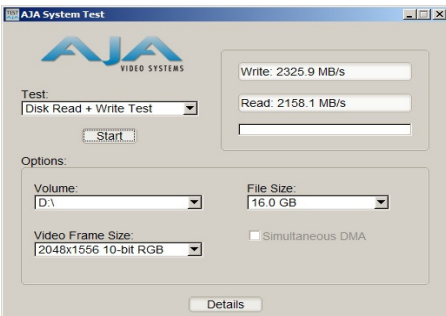 AJA System Test
AJA
VIDEO SYSTEMS
Test:
Disk Read + Write Test
Start
Write: 2325.9 MB/s
Read: 2158.1 MB/s
Options:
Volume:
D:\
File Size:
16.0 GB
Video Frame Size:
2048x1556 10-bit RGB
Simultaneous DMA
Details